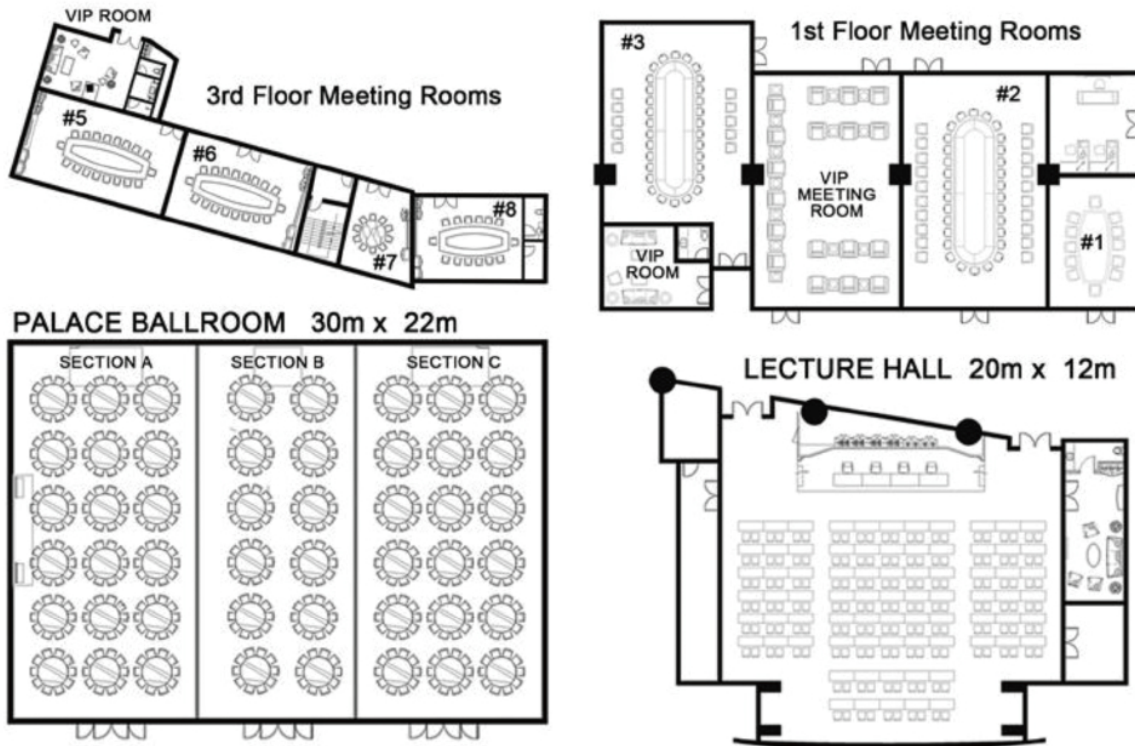 VIP ROOM
3rd Floor Meeting Rooms
#5
#6
#7
#8
1st Floor Meeting Rooms
#3
#2
VIP
MEETING
ROOM
#1
VIP
ROOM
PALACE BALLROOM 30m x 22m
SECTION A
SECTION B
SECTION C
LECTURE HALL 20m x 12m